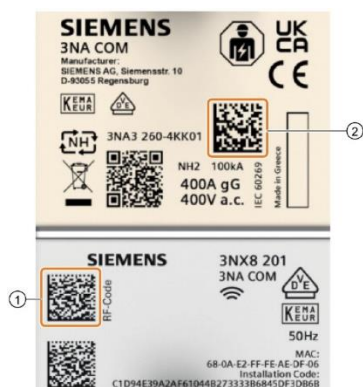 SIEMENS
3NA COM
Manufacturer:
SIEMENS AG, Siemensstr. 10
D-93055 Regensburg
UK
CA
CE
KEMA
EUR
VDE
NH
3NA3 260-4KK01
2
NH2 100kA
400A gG
400V a.c.
IEC 60269
Made in Greece
SIEMENS
3NX8 201
3NA COM
VDE
1
RF-Code
KEMA
EUR
50Hz
MAC:
68-0A-E2-FF-FE-AE-DF-06
Installation Code:
C1D94E39A2AF61044B273333B6845DF3DB6B